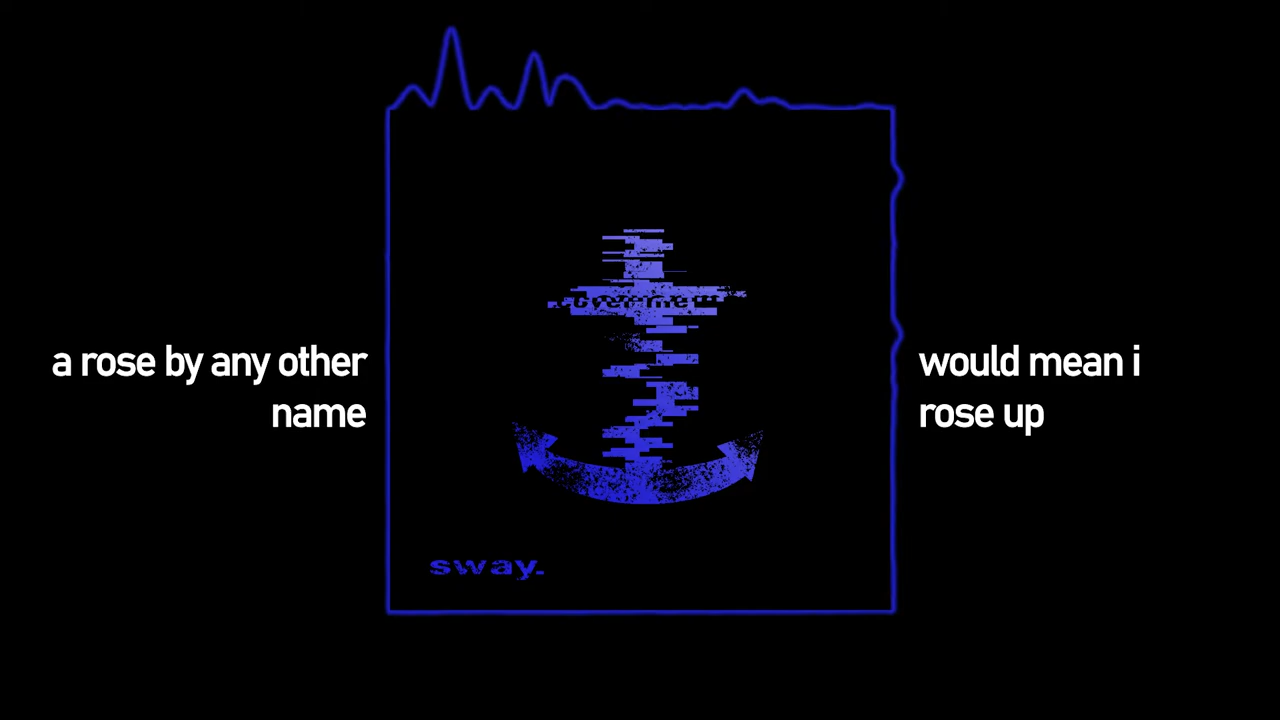 a rose by any other
name
would mean i
rose up
sway.